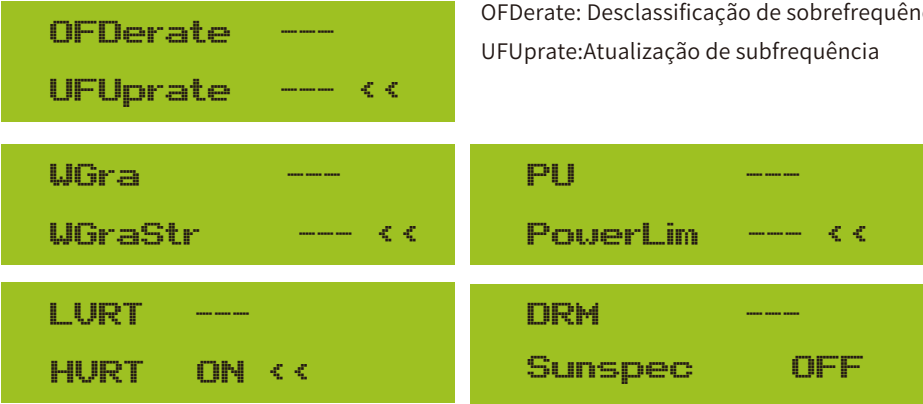 OFDerate ---
UFUprate --- <<
OFDerate: Desclassificação de sobrefrequên
UFUprate:Atualização de subfrequência
WGra ---
WGraStr --- <<
PU ---
PowerLim --- <<
LVRT ---
HVRT ON <<
DRM ---
Sunspec OFF